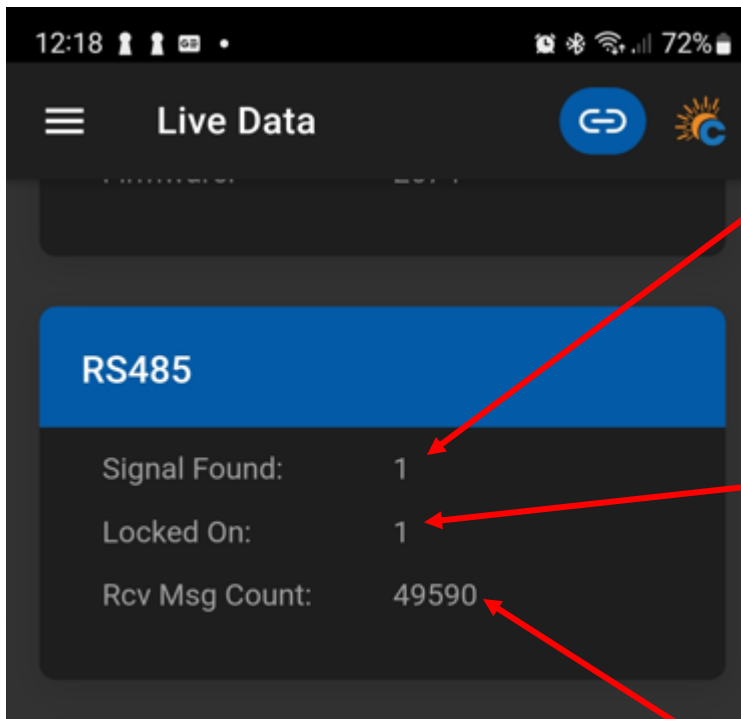 12:18 72%
Live Data
RS485
Signal Found: 1
Locked On: 1
Rcv Msg Count: 49590